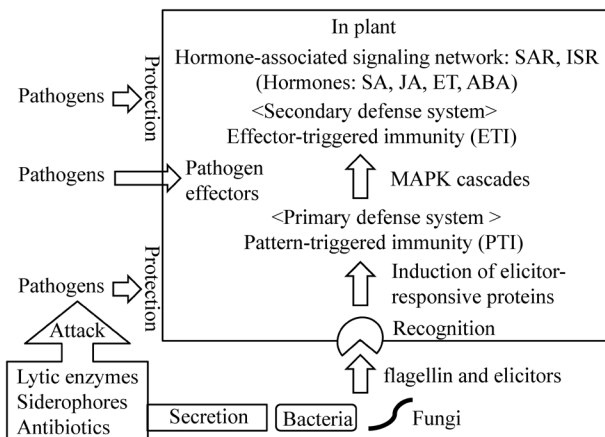 In plant
Hormone-associated signaling network: SAR, ISR
(Hormones: SA, JA, ET, ABA)
<Secondary defense system>
Effector-triggered immunity (ETI)
Pathogens
Protection
Pathogens
Pathogen
effectors
MAPK cascades
<Primary defense system >
Pattern-triggered immunity (PTI)
Pathogens
Protection
Induction of elicitor-
responsive proteins
Attack
Recognition
Lytic enzymes
Siderophores
Antibiotics
flagellin and elicitors
Secretion
Bacteria
Fungi